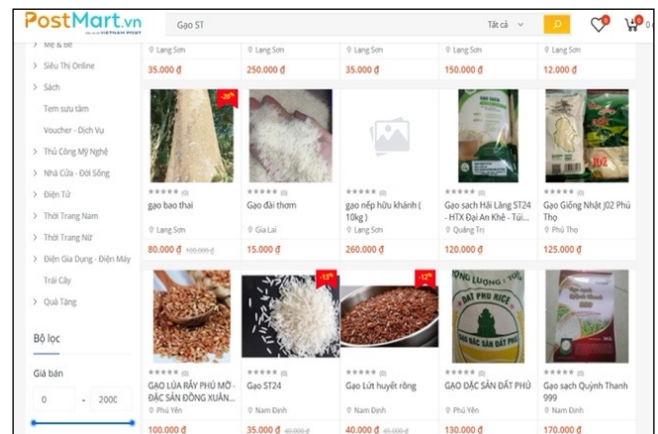 PostMart.vn
VIETNAM POST
Gạo ST
Tất cả
Mẹ & Bé
Siêu Thị Online
Sách
Tem sưu tầm
Voucher - Dịch Vụ
Thủ Công Mỹ Nghệ
Nhà Cửa - Đời Sống
Điện Tử
Thời Trang Nam
Thời Trang Nữ
Điện Gia Dụng - Điện Máy
Trái Cây
Quà Tặng
Bộ lọc
Giá bán
0 - 2000
Lạng Sơn
35.000 đ
Lạng Sơn
250.000 đ
Lạng Sơn
35.000 đ
Lạng Sơn
150.000 đ
Lạng Sơn
12.000 đ
-20%
gạo bao thai
Lạng Sơn
80.000 đ 100.000 đ
Gạo đài thơm
Gia Lai
15.000 đ
gạo nếp hữu khánh (
10kg )
Lạng Sơn
260.000 đ
Gạo sạch Hải Lăng ST24
- HTX Đại An Khê - Túi...
Quảng Trị
120.000 đ
J02
Gạo Giống Nhật J02 Phú
Thọ
Phú Thọ
125.000 đ
GẠO LÚA RẪY PHÚ MỠ -
ĐẶC SẢN ĐỒNG XUÂN...
Phú Yên
100.000 đ
-13%
Gạo ST24
Nam Định
35.000 đ 40.000 đ
-12%
Gạo Lứt huyết rồng
Nam Định
40.000 đ 45.000 đ
ĐẠT PHÚ RICE
GẠO ĐẶC SẢN ĐẤT PHÚ
Phú Yên
130.000 đ
Gạo sạch Quỳnh Thanh
999
Nam Định
170.000 đ